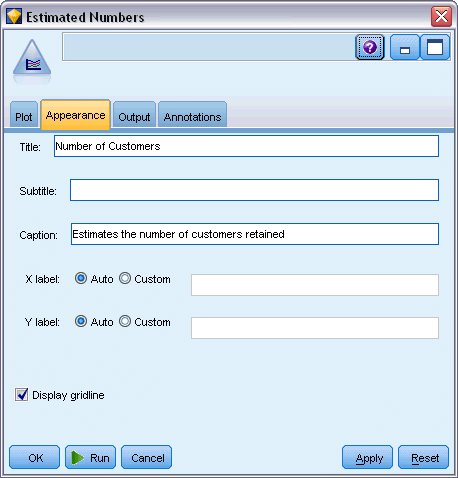 Estimated Numbers
?
Plot Appearance Output Annotations
Title: Number of Customers
Subtitle:
Caption: Estimates the number of customers retained
X label: Auto Custom
Y label: Auto Custom
Display gridline
OK Run Cancel Apply Reset